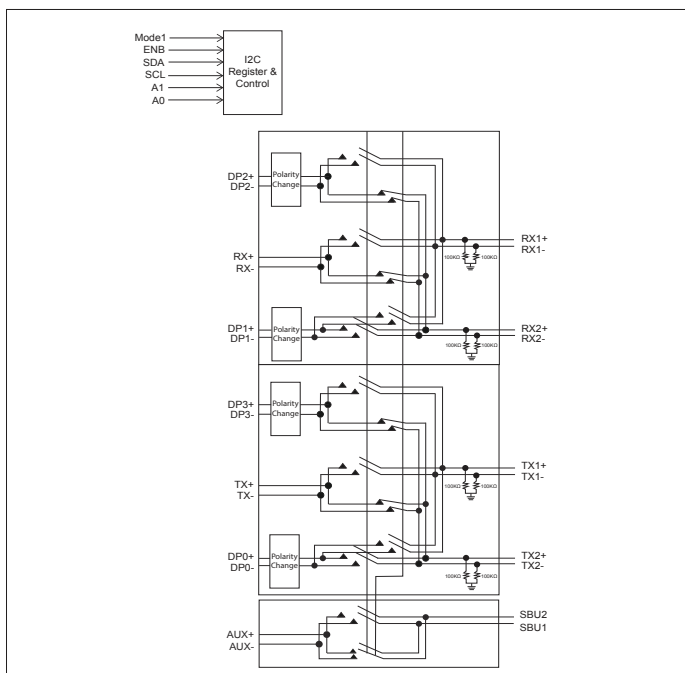 Mode1
ENB
SDA
SCL
A1
A0
I2C
Register &
Control
DP2+
DP2-
Polarity
Change
RX+
RX-
RX1+
RX1-
100KΩ 100KΩ
DP1+
DP1-
Polarity
Change
RX2+
RX2-
100KΩ 100KΩ
DP3+
DP3-
Polarity
Change
TX+
TX-
TX1+
TX1-
100KΩ 100KΩ
DP0+
DP0-
Polarity
Change
TX2+
TX2-
100KΩ 100KΩ
AUX+
AUX-
SBU2
SBU1